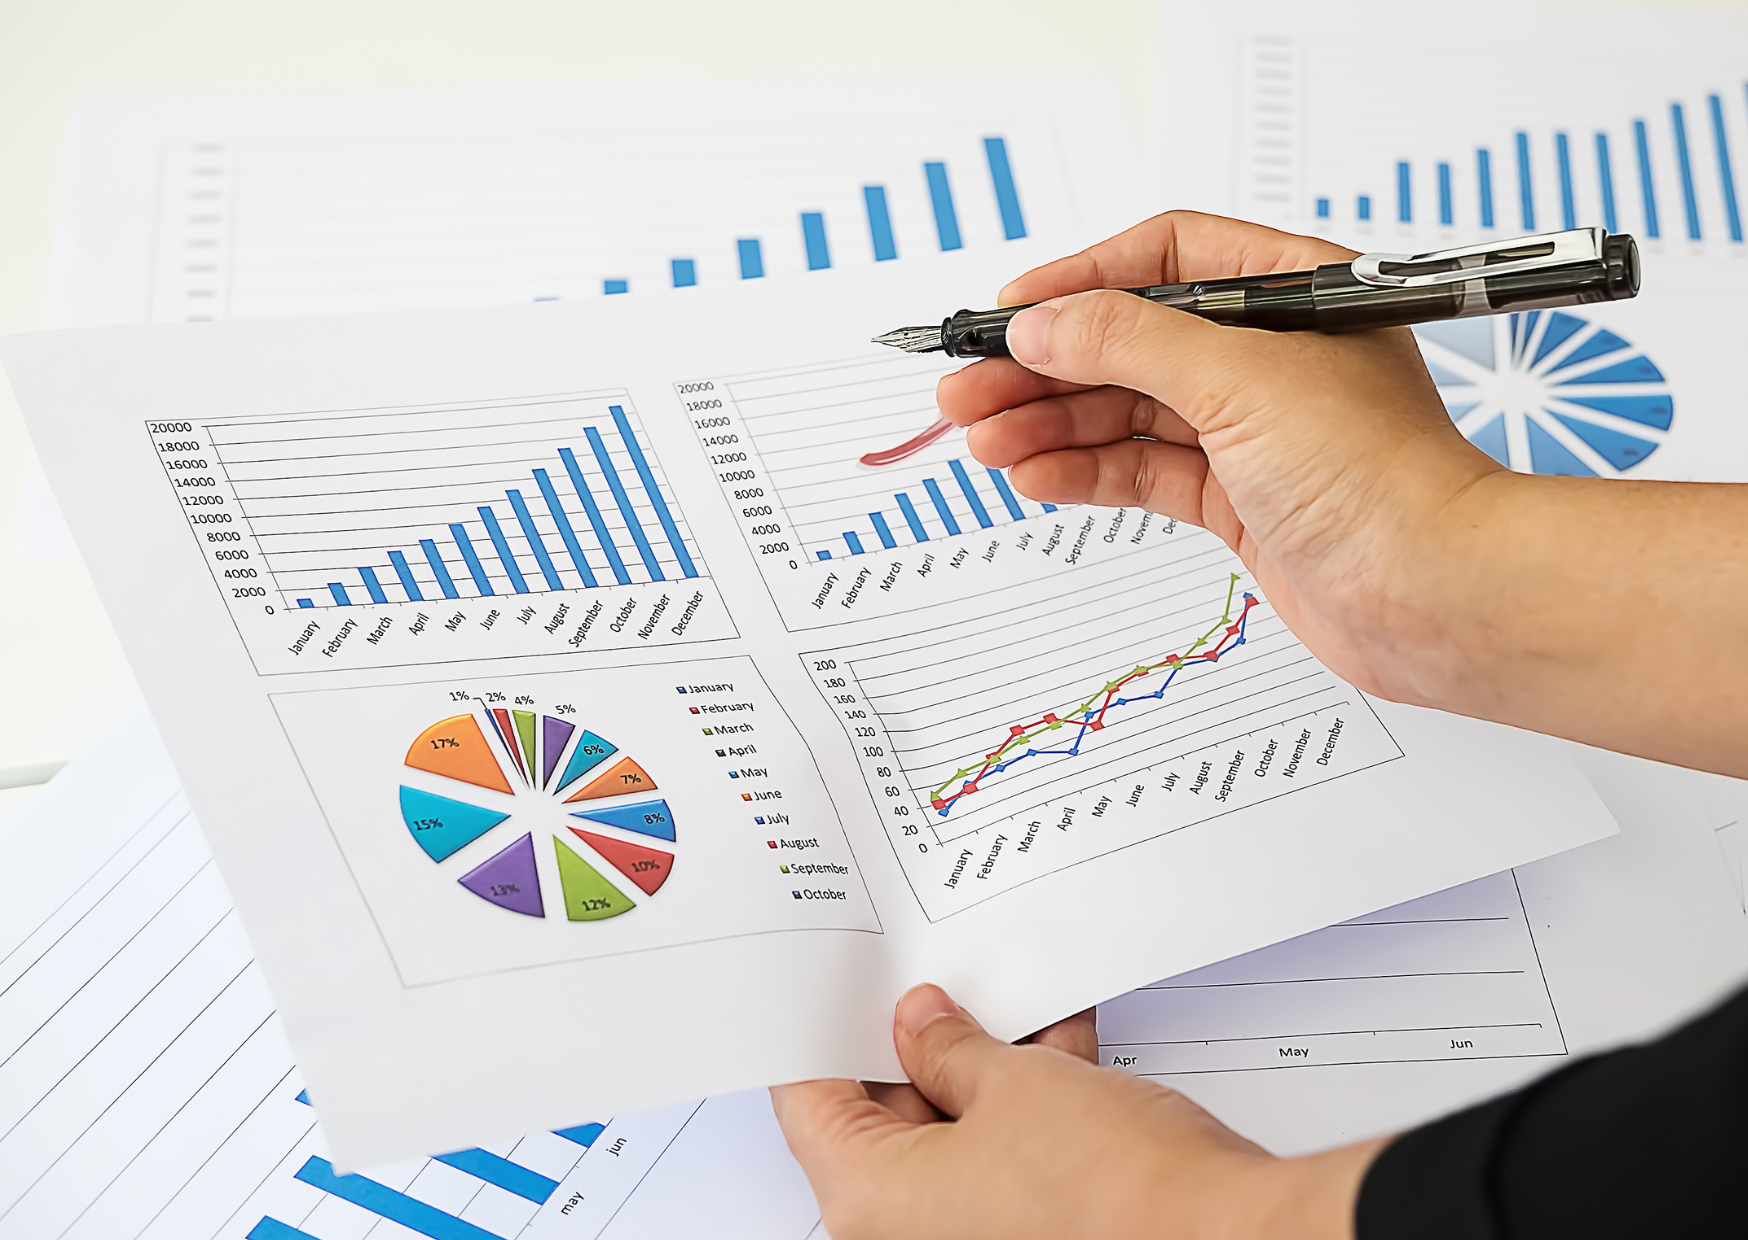 20000
18000
16000
14000
12000
10000
8000
6000
4000
2000
0
January
February
March
April
May
June
July
August
September
October
November
December
20000
18000
16000
14000
12000
10000
8000
6000
4000
2000
0
January
February
March
April
May
June
July
August
September
October
1%
2%
4%
5%
6%
7%
8%
10%
12%
13%
15%
17%
January
February
March
April
May
June
July
August
September
October
200
180
160
140
120
100
80
60
40
20
0
January
February
March
April
May
June
July
August
September
October
November
December
Apr
May
Jun
jun
may